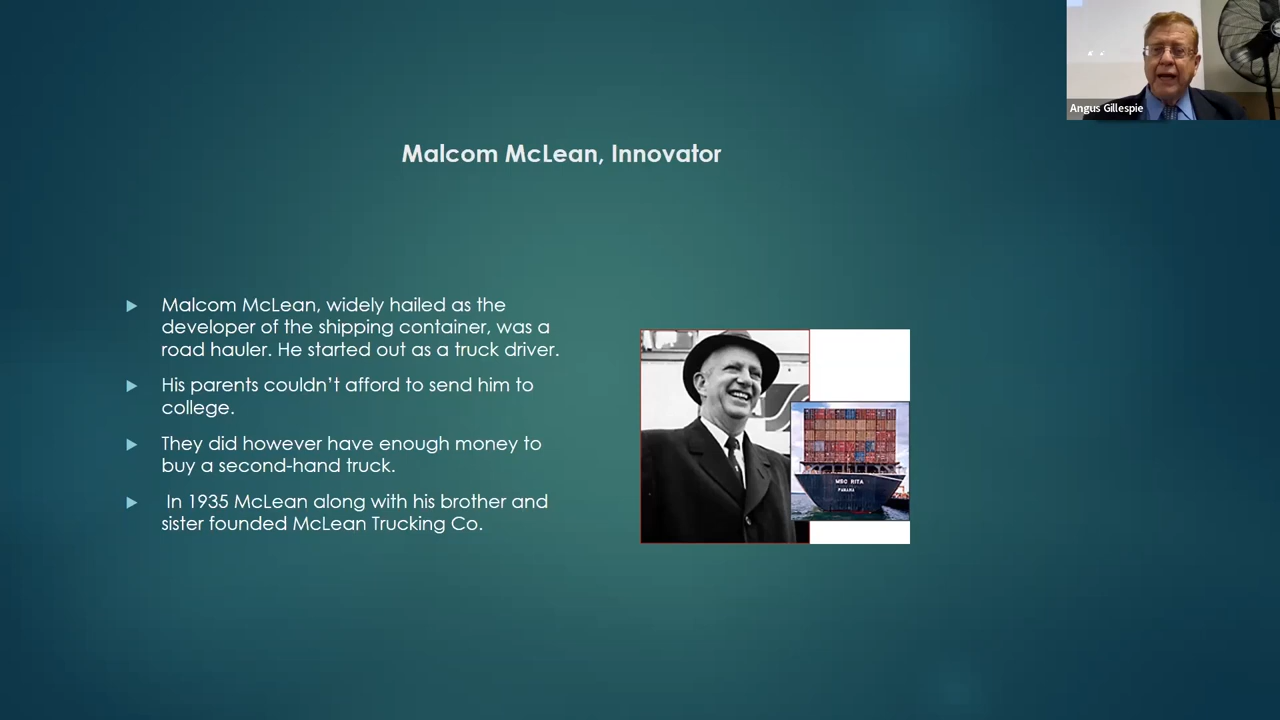 Angus Gillespie
Malcom McLean, Innovator
Malcom McLean, widely hailed as the
developer of the shipping container, was a
road hauler. He started out as a truck driver.
His parents couldn’t afford to send him to
college.
They did however have enough money to
buy a second-hand truck.
In 1935 McLean along with his brother and
sister founded McLean Trucking Co.
MSC RITA
PANAMA